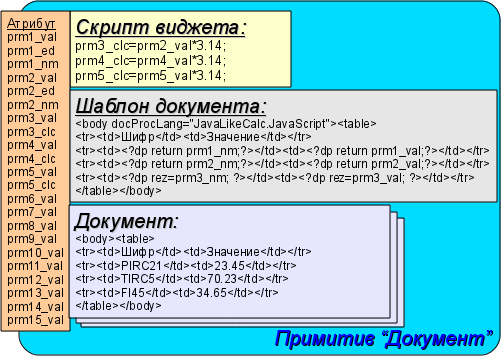 Атрибут
prm1_val
prm1_ed
prm1_nm
prm2_val
prm2_ed
prm2_nm
prm3_val
prm3_clc
prm4_val
prm4_clc
prm5_val
prm5_clc
prm6_val
prm7_val
prm8_val
prm9_val
prm10_val
prm11_val
prm12_val
prm13_val
prm14_val
prm15_val
Скрипт виджета:
prm3_clc=prm2_val*3.14;
prm4_clc=prm4_val*3.14;
prm5_clc=prm5_val*3.14;
Шаблон документа:
<body docProcLang="JavaLikeCalc.JavaScript"><table>
<tr><td>Шифр</td><td>Значение</td></tr>
<tr><td><?dp return prm1_nm;?></td><td><?dp return prm1_val;?></td></tr>
<tr><td><?dp return prm2_nm;?></td><td><?dp return prm2_val;?></td></tr>
<tr><td><?dp rez=prm3_nm; ?></td><td><?dp rez=prm3_val; ?></td></tr>
</table></body>
Документ:
<body><table>
<tr><td>Шифр</td><td>Значение</td></tr>
<tr><td>PIRC21</td><td>23.45</td></tr>
<tr><td>TIRC5</td><td>70.23</td></tr>
<tr><td>FI45</td><td>34.65</td></tr>
</table></body>
Примитив “Документ”